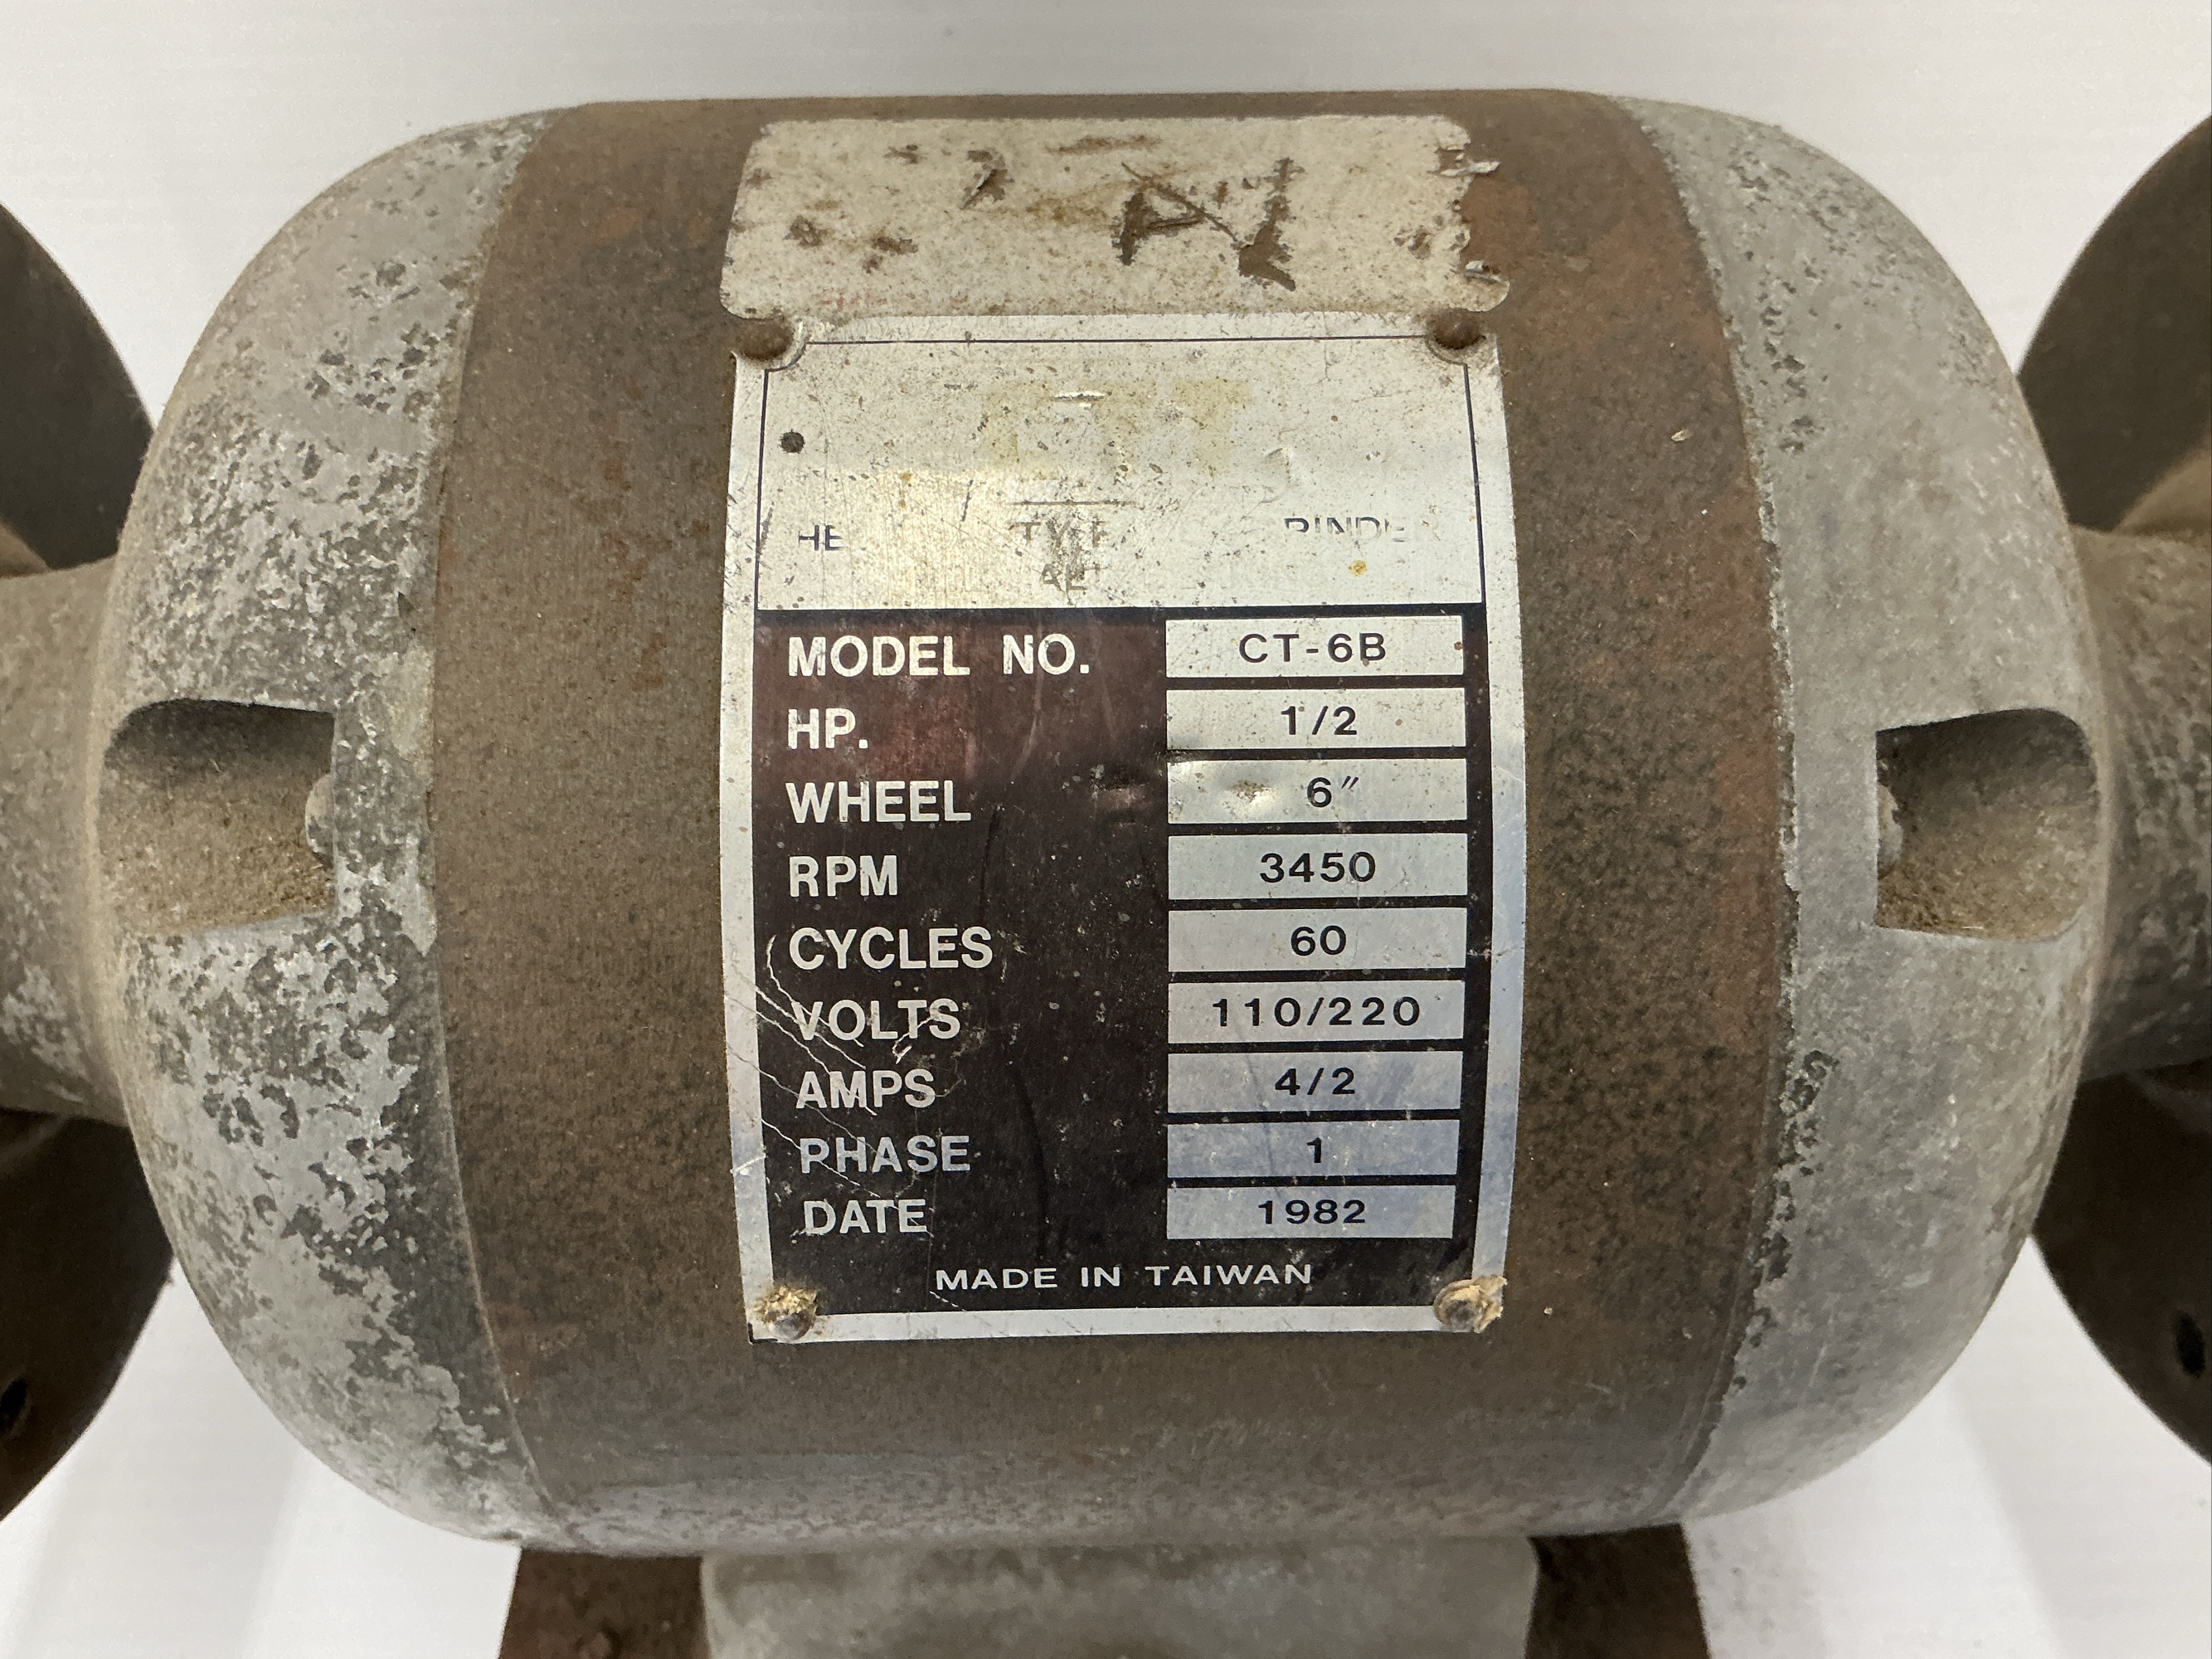 MODEL NO. CT-6B
HP. 1/2
WHEEL 6"
RPM 3450
CYCLES 60
VOLTS 110/220
AMPS 4/2
PHASE 1
DATE 1982
MADE IN TAIWAN